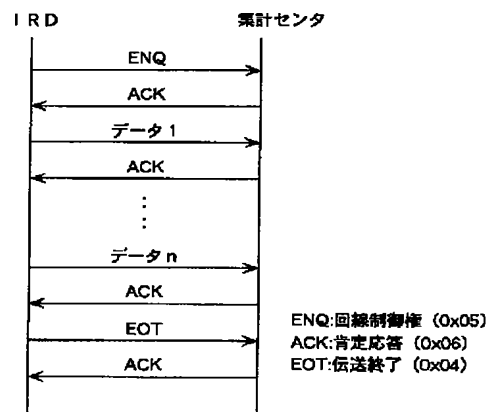 IRD
集計センタ
ENQ
ACK
データ1
ACK
データn
ACK
EOT
ACK
ENQ:回線制御権 (0x05)
ACK:肯定応答 (0x06)
EOT:伝送終了 (0x04)